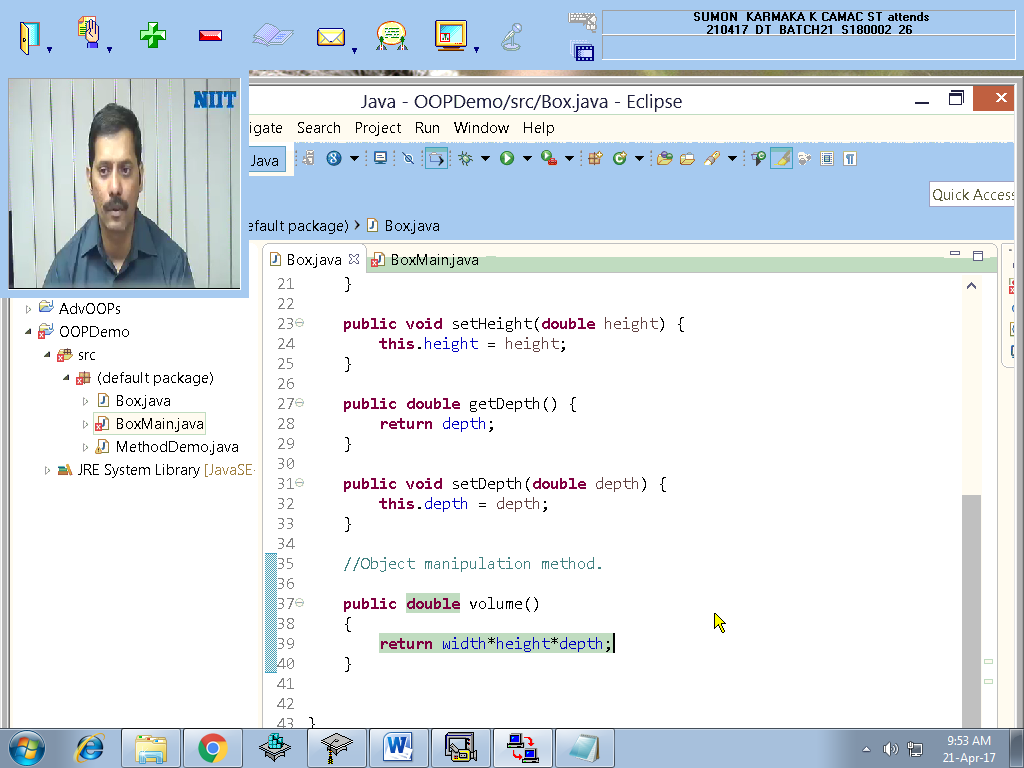 SUMON KARMAKA K CAMAC ST attends
210417_DT_BATCH21_S180002_26
NIIT
Java - OOPDemo/src/Box.java - Eclipse
igate Search Project Run Window Help
Java
Quick Access
efault package) Box.java
Box.java BoxMain.java
AdvOOPs
OOPDemo
src
(default package)
Box.java
BoxMain.java
MethodDemo.java
JRE System Library [JavaSE-
21 }
22
23 public void setHeight(double height) {
24 this.height = height;
25 }
26
27 public double getDepth() {
28 return depth;
29 }
30
31 public void setDepth(double depth) {
32 this.depth = depth;
33 }
34
35 //Object manipulation method.
36
37 public double volume()
38 {
39 return width*height*depth;
40 }
41
42
43 }
9:53 AM
21-Apr-17